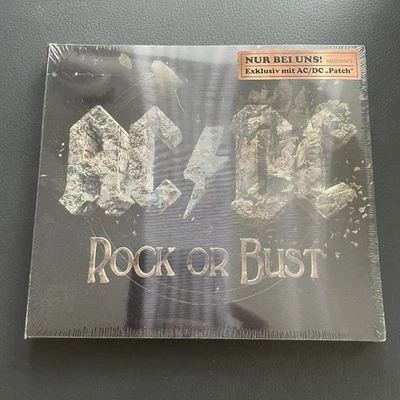 NUR BEI UNS!
Exklusiv mit AC/DC „Patch“
AC/DC
ROCK OR BUST